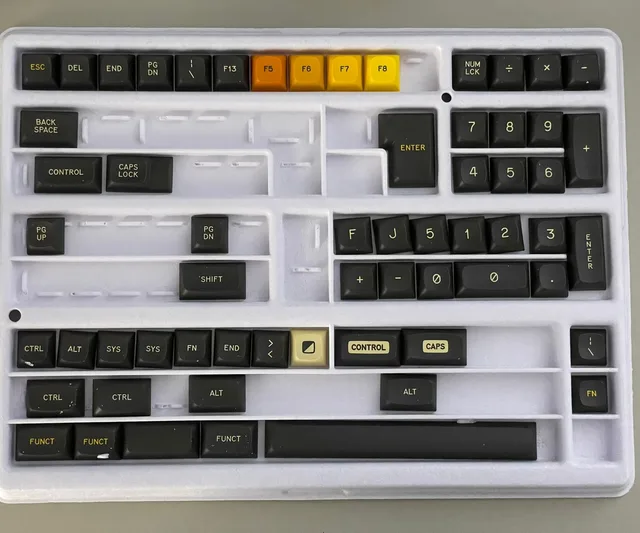 ESC DEL END PG DN ¦ \ F13 F5 F6 F7 F8 NUM LCK ÷ × -
BACK SPACE ENTER 7 8 9 +
CONTROL CAPS LOCK 4 5 6
PG UP PG DN F J 5 1 2 3 ENTER
SHIFT + - 0 0 .
CTRL ALT SYS SYS FN END > < CONTROL CAPS ¦ \
CTRL CTRL ALT ALT FN
FUNCT FUNCT FUNCT